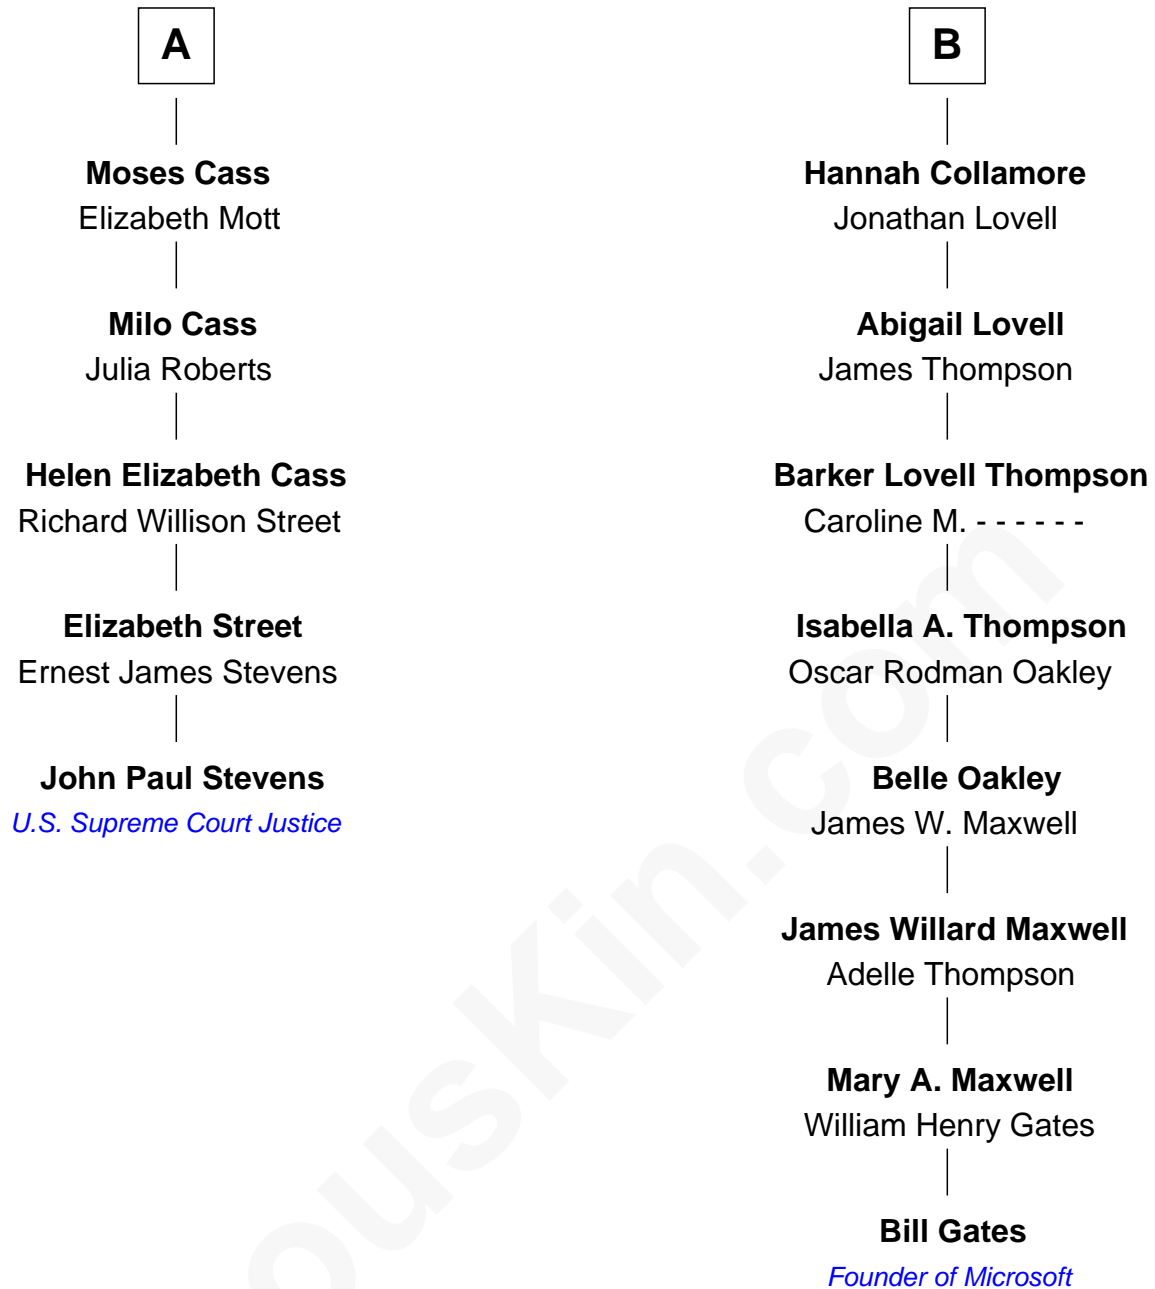 A
Moses Cass
Elizabeth Mott
Milo Cass
Julia Roberts
Helen Elizabeth Cass
Richard Willison Street
Elizabeth Street
Ernest James Stevens
John Paul Stevens
U.S. Supreme Court Justice
B
Hannah Collamore
Jonathan Lovell
Abigail Lovell
James Thompson
Barker Lovell Thompson
Caroline M. - - - - - -
Isabella A. Thompson
Oscar Rodman Oakley
Belle Oakley
James W. Maxwell
James Willard Maxwell
Adelle Thompson
Mary A. Maxwell
William Henry Gates
Bill Gates
Founder of Microsoft
ousKin.com